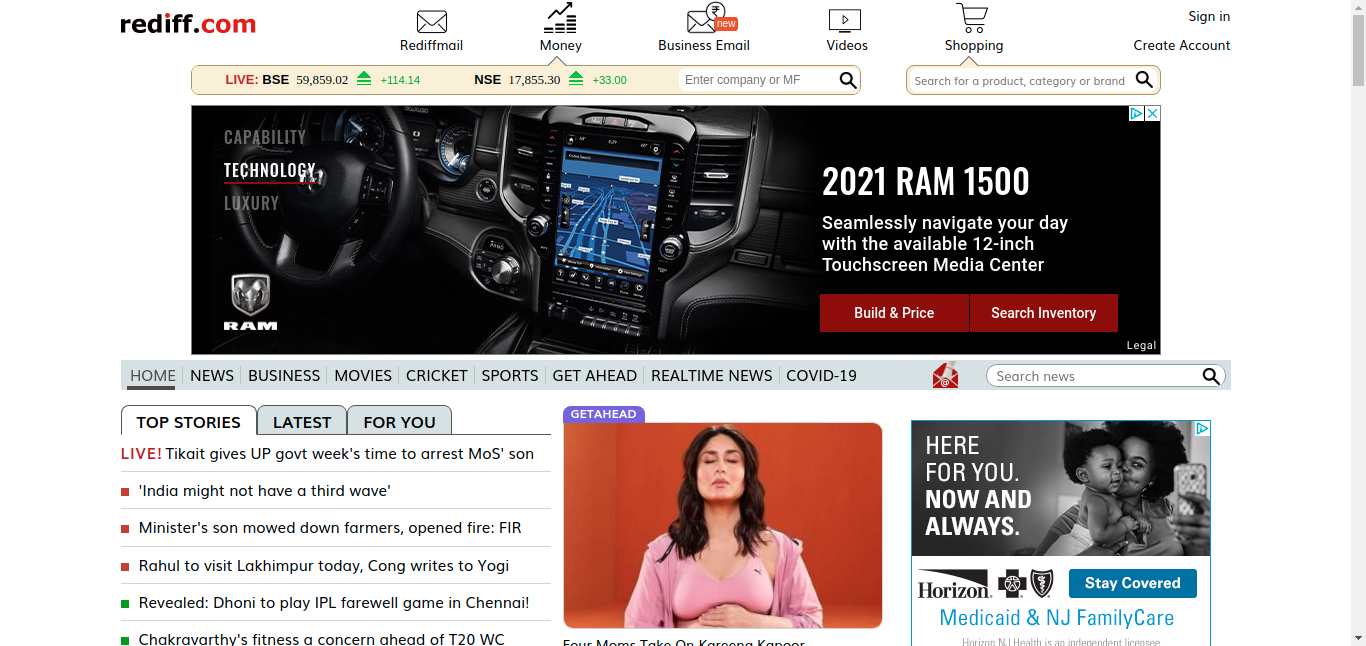 rediff.com
Rediffmail
Money
new
Business Email
Videos
Shopping
Sign in
Create Account
LIVE: BSE 59,859.02 +114.14 NSE 17,855.30 +33.00
Enter company or MF
Search for a product, category or brand
CAPABILITY
TECHNOLOGY
LUXURY
RAM
2021 RAM 1500
Seamlessly navigate your day
with the available 12-inch
Touchscreen Media Center
Build & Price
Search Inventory
Legal
HOME NEWS BUSINESS MOVIES CRICKET SPORTS GET AHEAD REALTIME NEWS COVID-19
Search news
TOP STORIES LATEST FOR YOU
LIVE! Tikait gives UP govt week's time to arrest MoS' son
'India might not have a third wave'
Minister's son mowed down farmers, opened fire: FIR
Rahul to visit Lakhimpur today, Cong writes to Yogi
Revealed: Dhoni to play IPL farewell game in Chennai!
Chakravarthy's fitness a concern ahead of T20 WC
GETAHEAD
Four Moms Take On Kareena Kapoor
HERE
FOR YOU.
NOW AND
ALWAYS.
Horizon
Stay Covered
Medicaid & NJ FamilyCare
Horizon NJ Health is an independent licensee